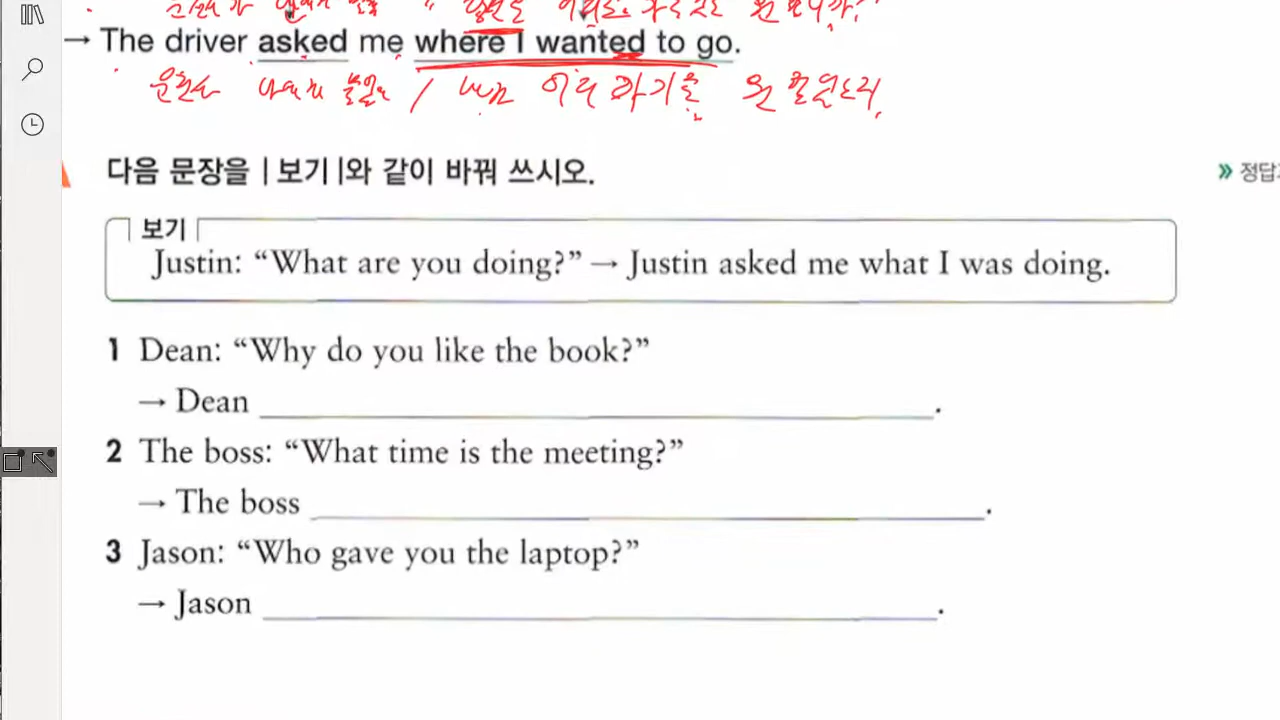 → The driver asked me where I wanted to go.
다음 문장을 | 보기 |와 같이 바꿔 쓰시오.
» 정답
보기
Justin: “What are you doing?” → Justin asked me what I was doing.
1 Dean: “Why do you like the book?”
→ Dean .
2 The boss: “What time is the meeting?”
→ The boss .
3 Jason: “Who gave you the laptop?”
→ Jason .